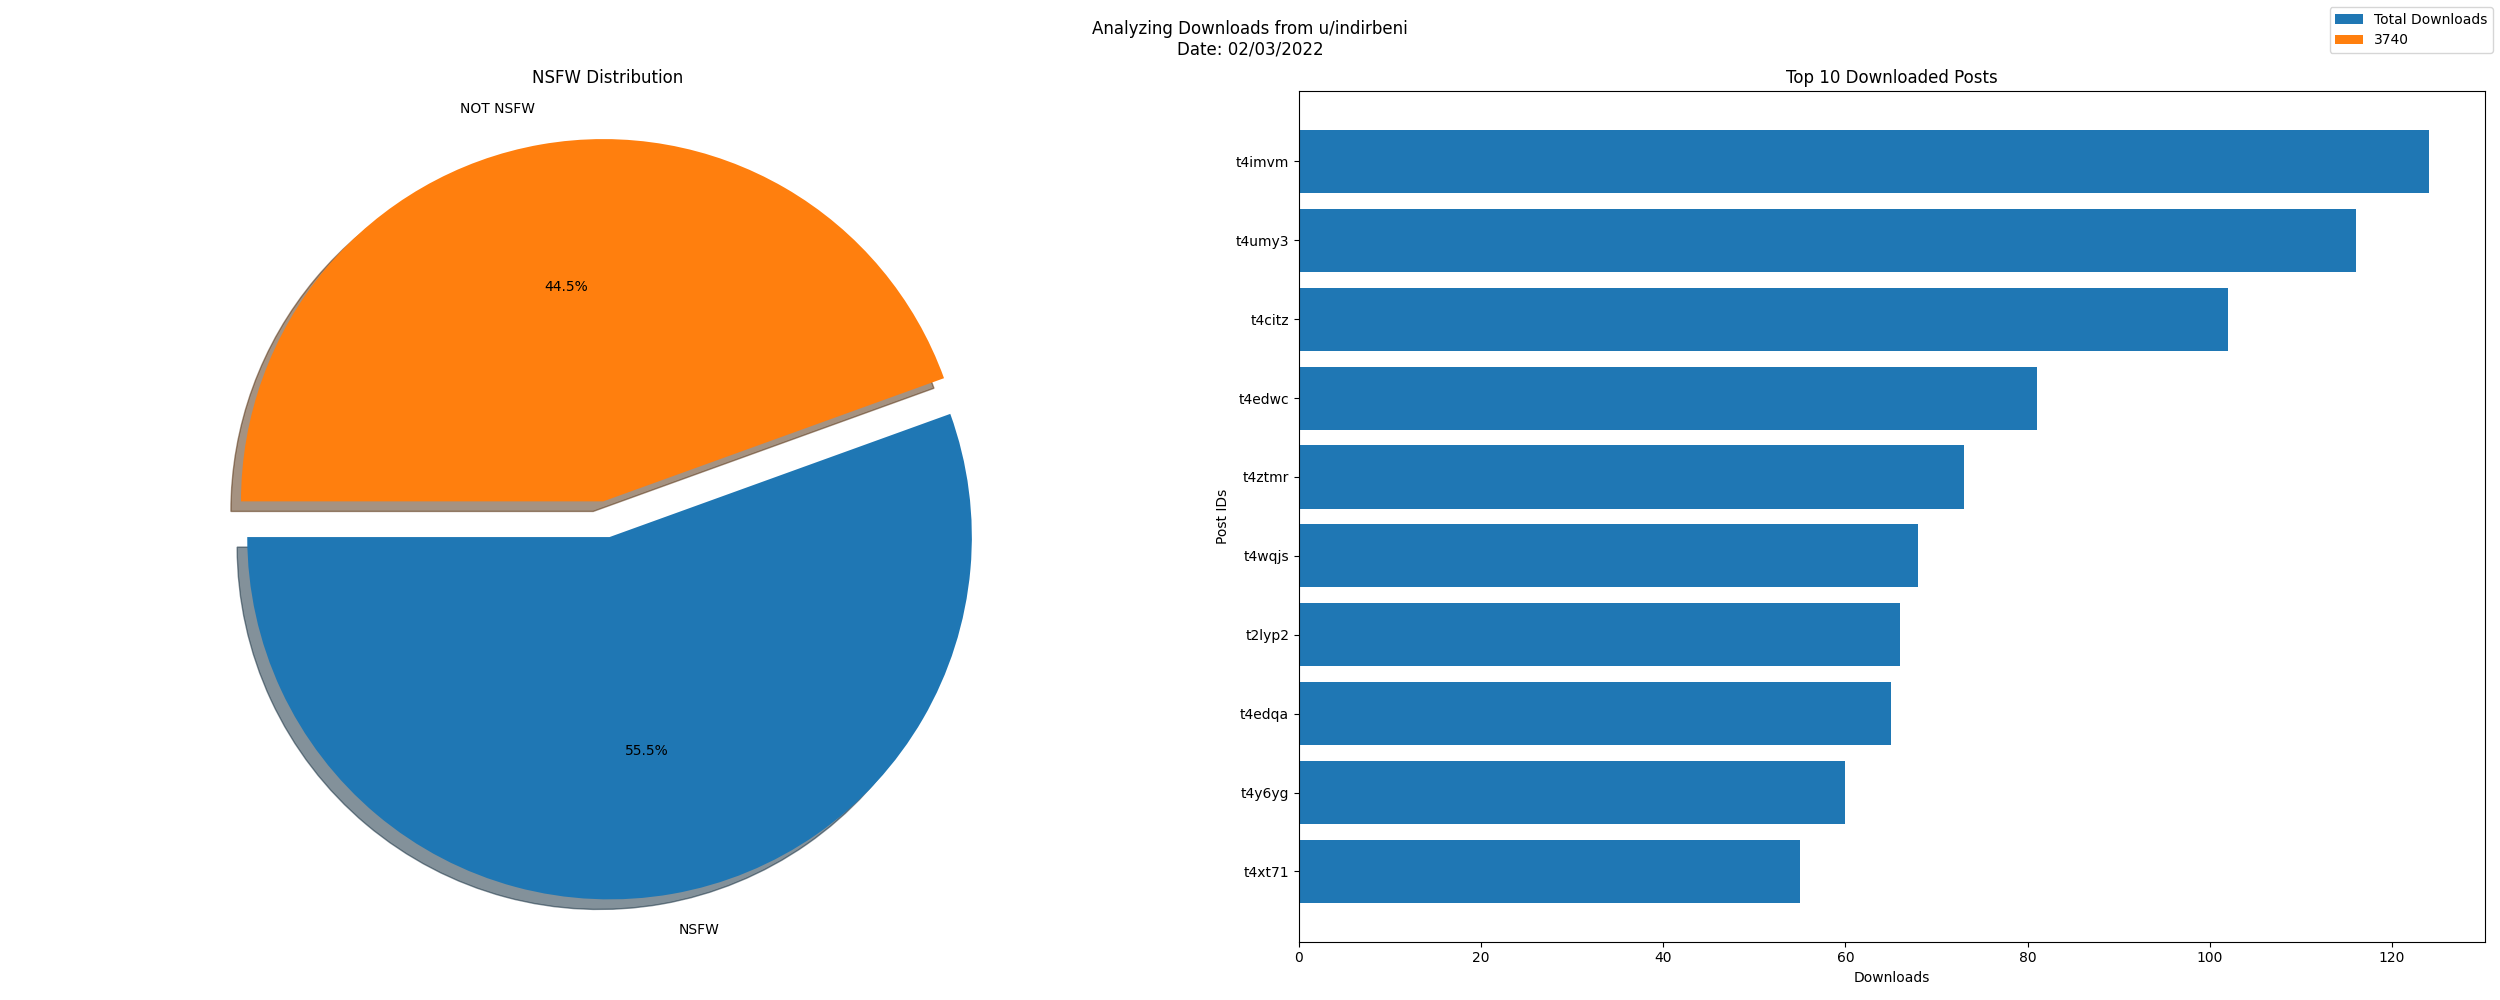 Analyzing Downloads from u/indirbeni
Date: 02/03/2022
Total Downloads
3740
NSFW Distribution
NOT NSFW
44.5%
55.5%
NSFW
Top 10 Downloaded Posts
Post IDs
t4imvm
t4umy3
t4citz
t4edwc
t4ztmr
t4wqjs
t2lyp2
t4edqa
t4y6yg
t4xt71
0 20 40 60 80 100 120
Downloads